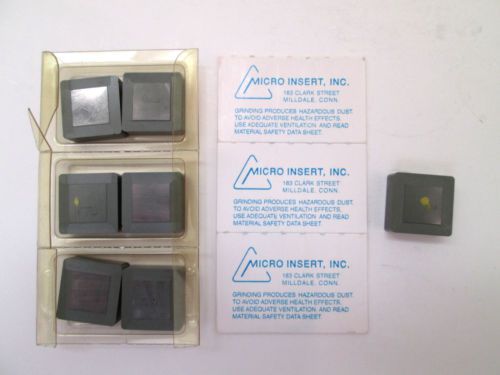 MICRO INSERT, INC.
183 CLARK STREET
MILLDALE, CONN.
GRINDING PRODUCES HAZARDOUS DUST.
TO AVOID ADVERSE HEALTH EFFECTS,
USE ADEQUATE VENTILATION AND READ
MATERIAL SAFETY DATA SHEET.
MICRO INSERT, INC.
183 CLARK STREET
MILLDALE, CONN.
GRINDING PRODUCES HAZARDOUS DUST.
TO AVOID ADVERSE HEALTH EFFECTS,
USE ADEQUATE VENTILATION AND READ
MATERIAL SAFETY DATA SHEET.
MICRO INSERT, INC.
183 CLARK STREET
MILLDALE, CONN.
GRINDING PRODUCES HAZARDOUS DUST.
TO AVOID ADVERSE HEALTH EFFECTS,
USE ADEQUATE VENTILATION AND READ
MATERIAL SAFETY DATA SHEET.